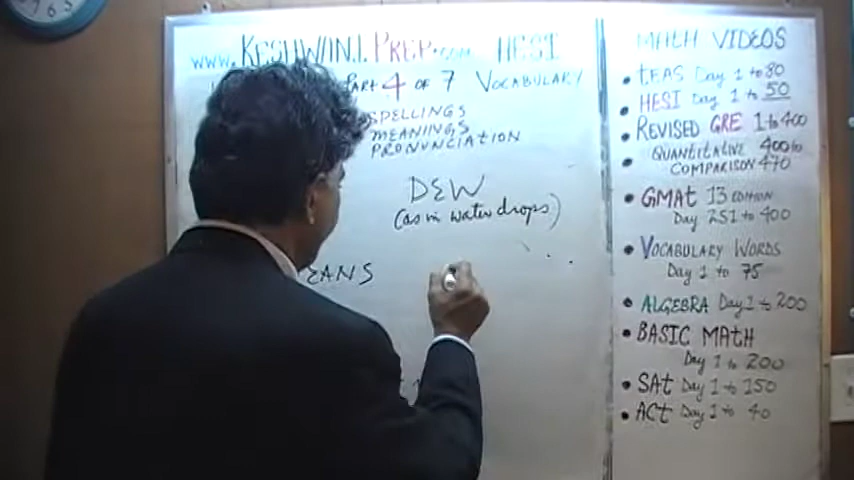 www. KESHWANI PREP.com HESI
PART 4 OF 7 VOCABULARY
SPELLINGS
MEANINGS
PRONUNCIATION
DEW
(as in water drops)
EANS
MATH VIDEOS
• TEAS Day 1 to 80
• HESI Day 1 to 50
• REVISED GRE 1 to 400
• QUANTITATIVE 400 to
COMPARISON 470
• GMAT 13 EDITION
Day 251 to 400
• VOCABULARY WORDS
Day 1 to 75
• ALGEBRA Day 1 to 200
• BASIC MATH
Day 1 to 200
• SAT Day 1 to 150
• ACT Day 1 to 40